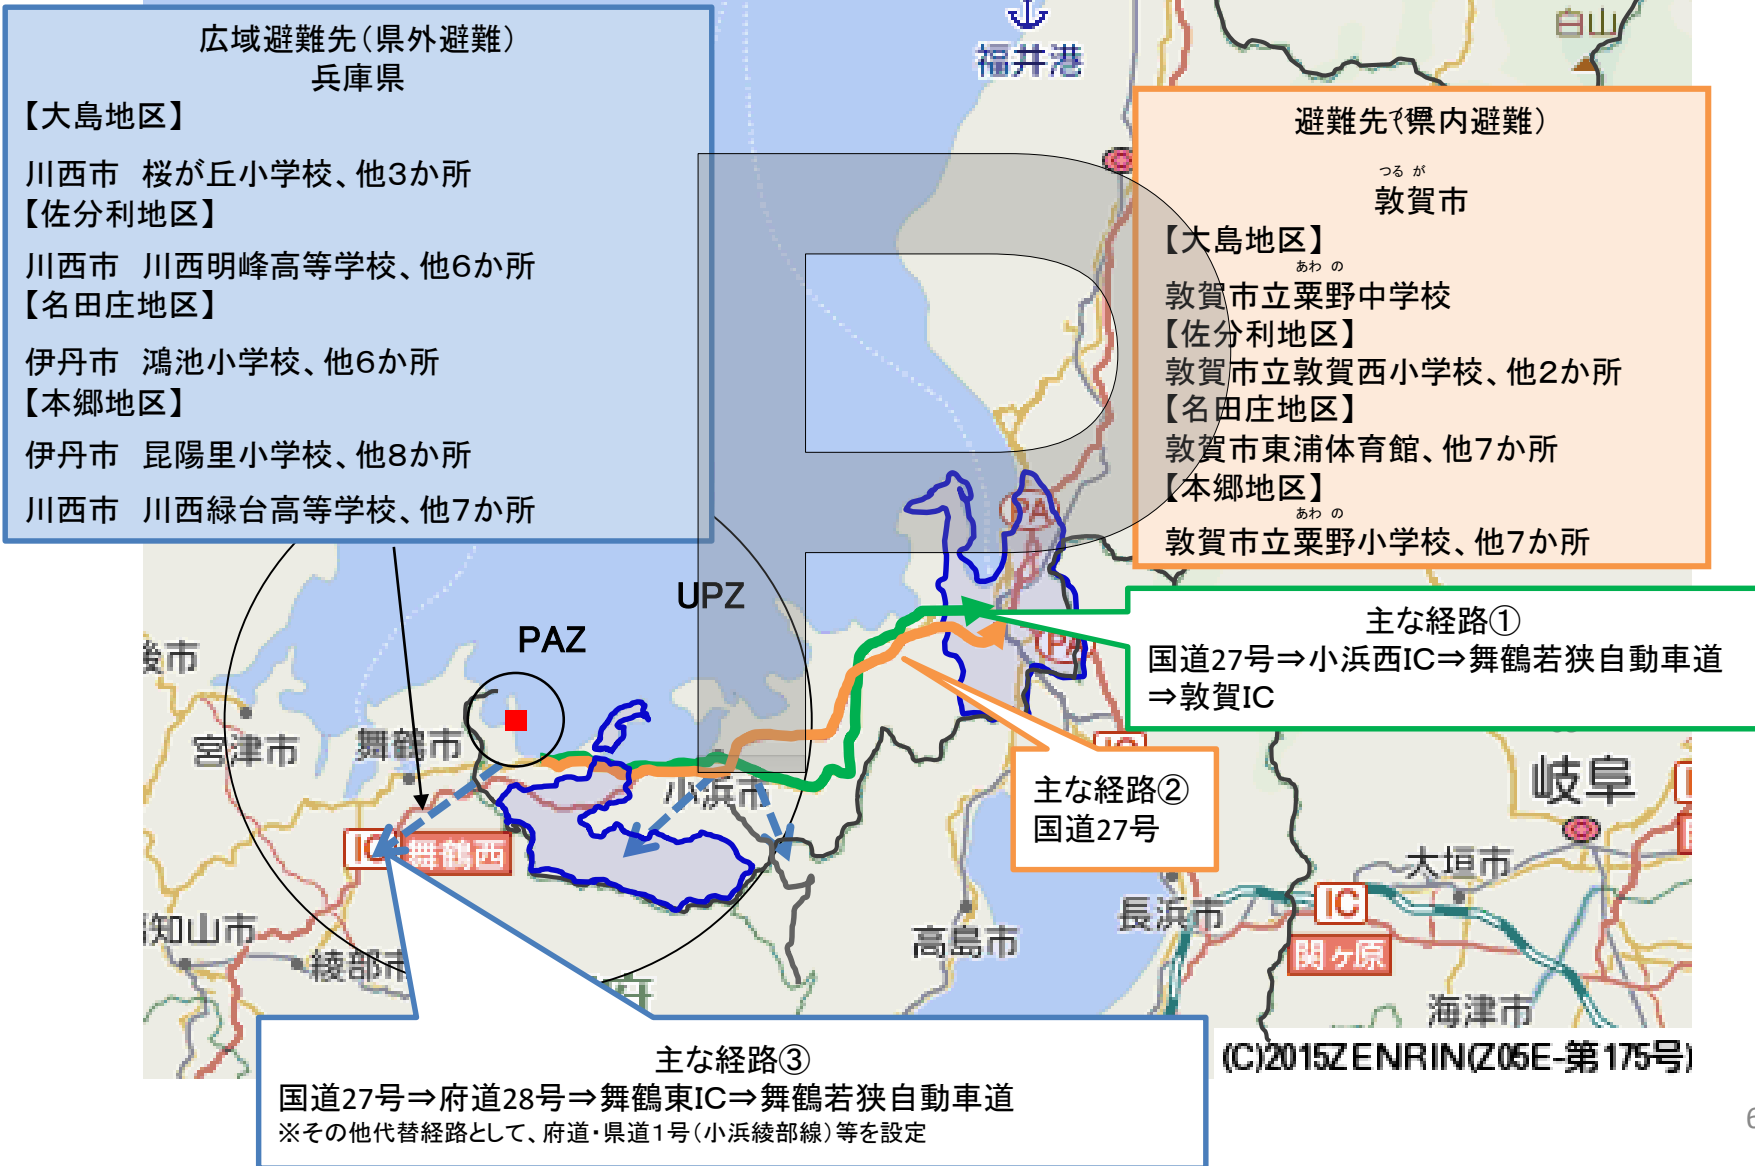 広域避難先（県外避難）
兵庫県
【大島地区】
川西市　桜が丘小学校、他3か所
【佐分利地区】
川西市　川西明峰高等学校、他6か所
【名田庄地区】
伊丹市　鴻池小学校、他6か所
【本郷地区】
伊丹市　昆陽里小学校、他8か所
川西市　川西緑台高等学校、他7か所
福井港
白山
避難先（県内避難）
つるが
敦賀市
【大島地区】
あわの
敦賀市立粟野中学校
【佐分利地区】
敦賀市立敦賀西小学校、他2か所
【名田庄地区】
敦賀市東浦体育館、他7か所
【本郷地区】
あわの
敦賀市立粟野小学校、他7か所
PA
UPZ
PAZ
PA
主な経路①
国道27号⇒小浜西IC⇒舞鶴若狭自動車道
⇒敦賀IC
後市
宮津市
舞鶴市
小浜市
IC
岐阜
主な経路②
国道27号
IC
舞鶴西
大垣市
長浜市
IC
関ヶ原
高島市
知山市
綾部市
海津市
主な経路③
国道27号⇒府道28号⇒舞鶴東IC⇒舞鶴若狭自動車道
※その他代替経路として、府道・県道1号（小浜綾部線）等を設定
(C)2015ZENRIN(Z05E-第175号)
6